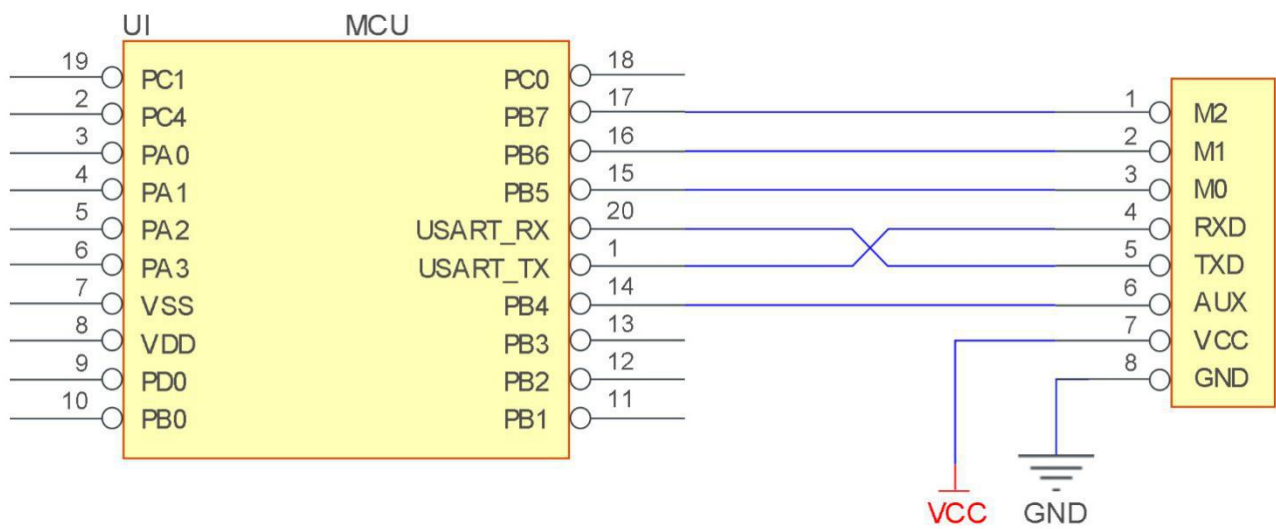 UI MCU
19 PC1 PC0 18
2 PC4 PB7 17 1 M2
3 PA0 PB6 16 2 M1
4 PA1 PB5 15 3 M0
5 PA2 USART_RX 20 4 RXD
6 PA3 USART_TX 1 5 TXD
7 VSS PB4 14 6 AUX
8 VDD PB3 13 7 VCC
9 PD0 PB2 12 8 GND
10 PB0 PB1 11
VCC GND